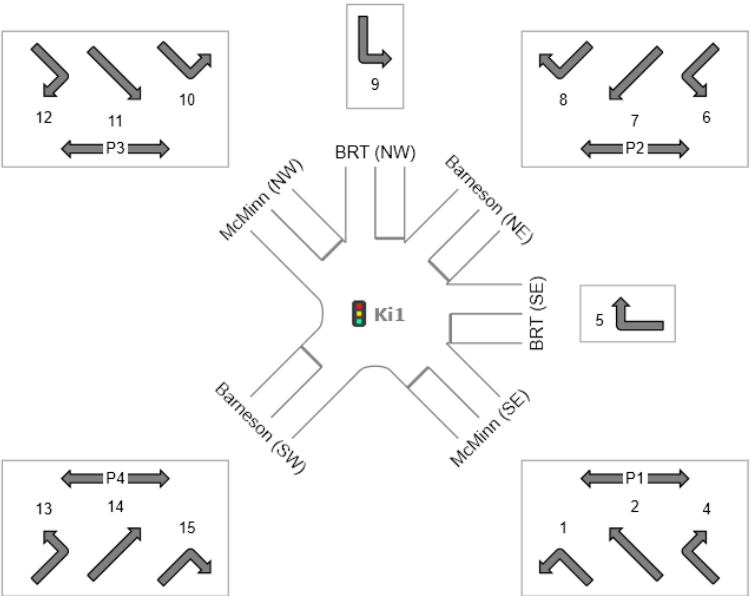 9
12
11
10
P3
8
7
6
P2
BRT (NW)
McMinn (NW)
Barneson (NE)
BRT (SE)
5
Ki1
Barneson (SW)
McMinn (SE)
P4
13
14
15
P1
1
2
4